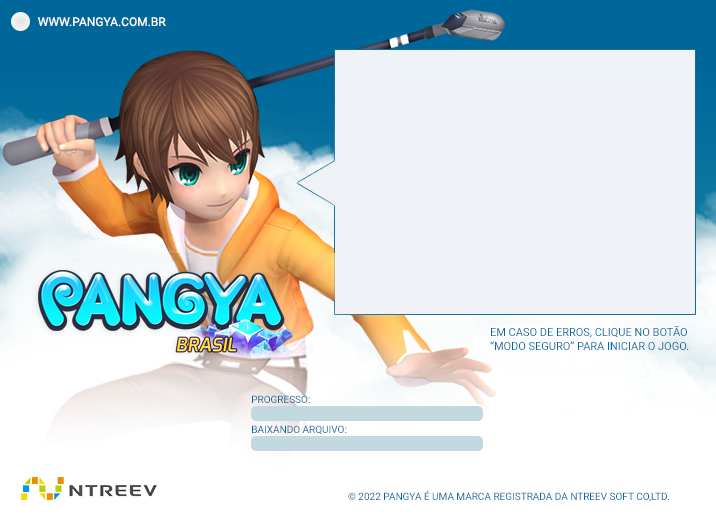 WWW.PANGYA.COM.BR
PANGYA
BRASIL
EM CASO DE ERROS, CLIQUE NO BOTÃO
“MODO SEGURO” PARA INICIAR O JOGO.
PROGRESSO:
BAIXANDO ARQUIVO:
NTREEV
© 2022 PANGYA É UMA MARCA REGISTRADA DA NTREEV SOFT CO,LTD.